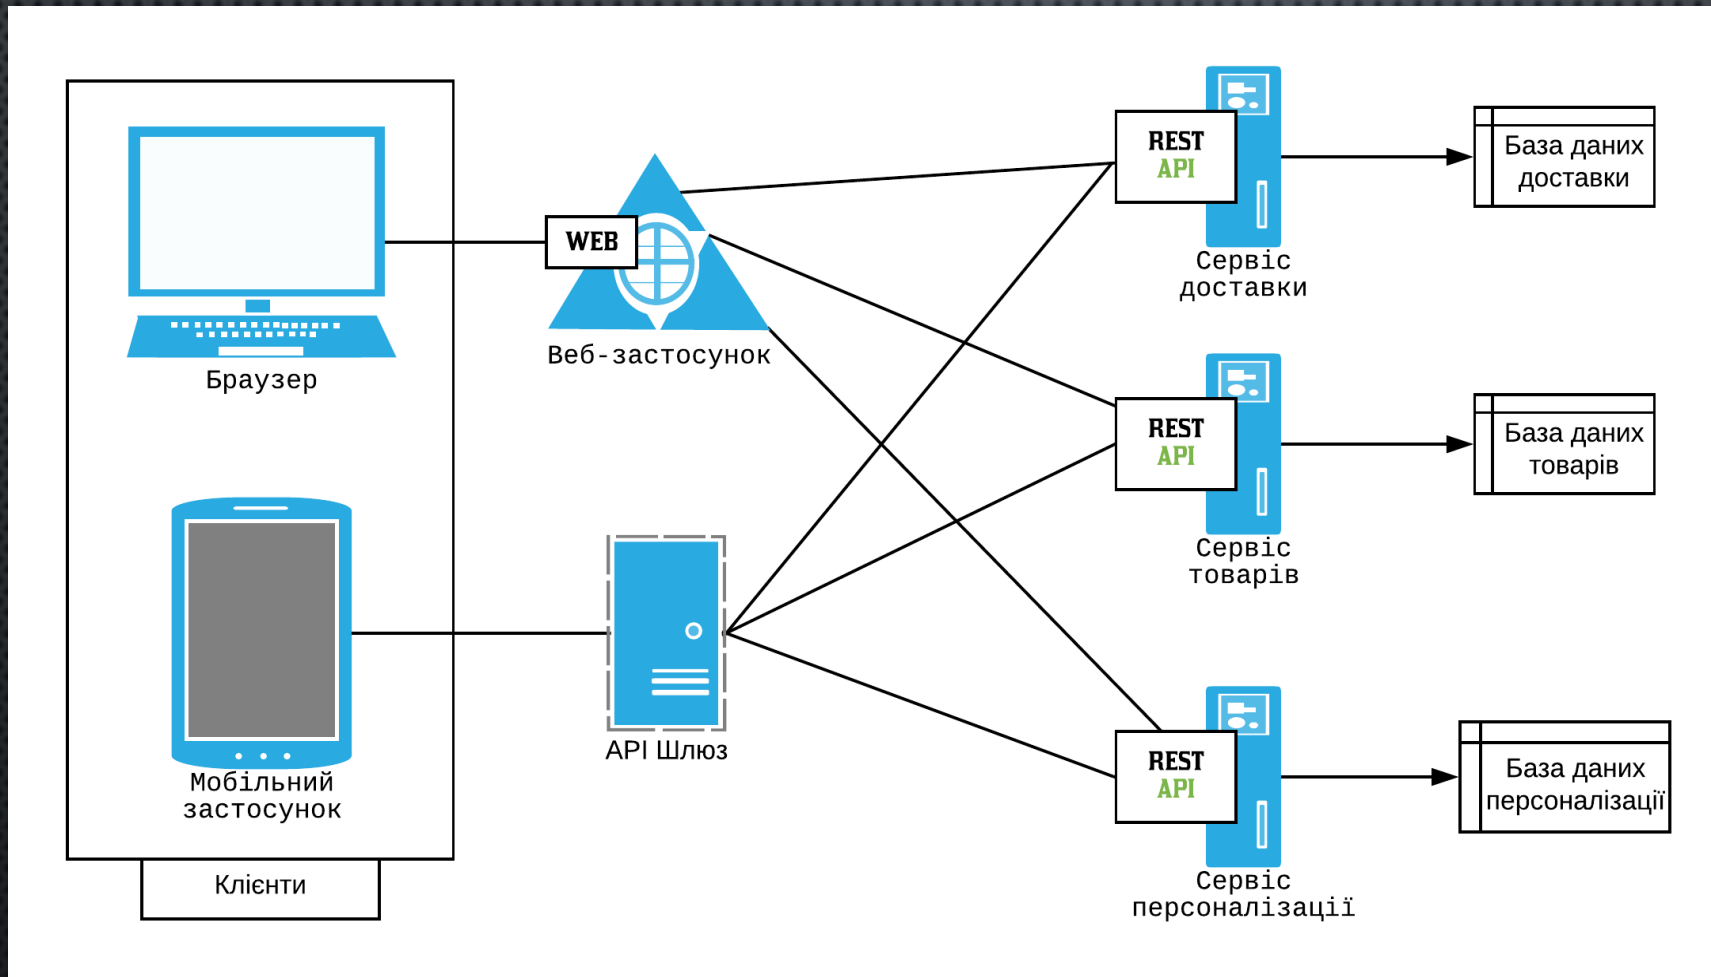 Браузер
Мобільний
застосунок
Клієнти
WEB
Веб-застосунок
API Шлюз
REST
API
Сервіс
доставки
База даних
доставки
REST
API
Сервіс
товарів
База даних
товарів
REST
API
Сервіс
персоналізації
База даних
персоналізації